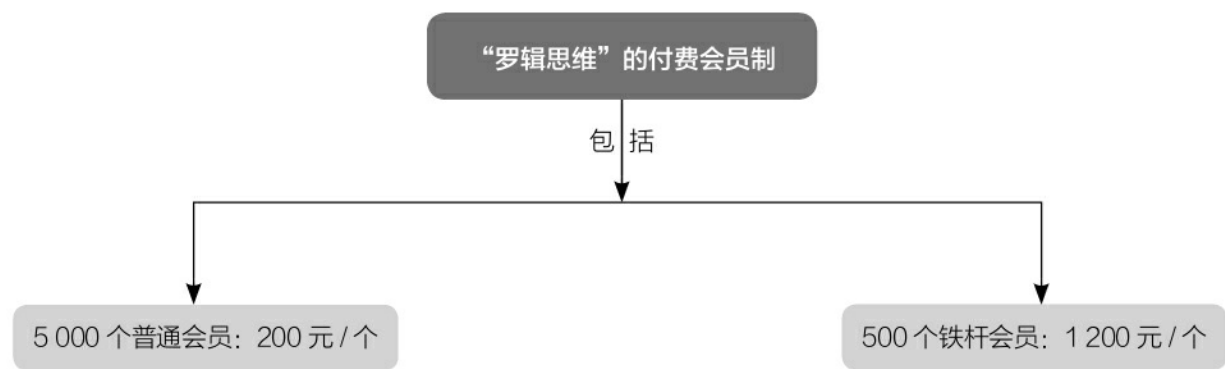 “罗辑思维”的付费会员制
包括
5 000 个普通会员：200 元 / 个
500 个铁杆会员：1 200 元 / 个